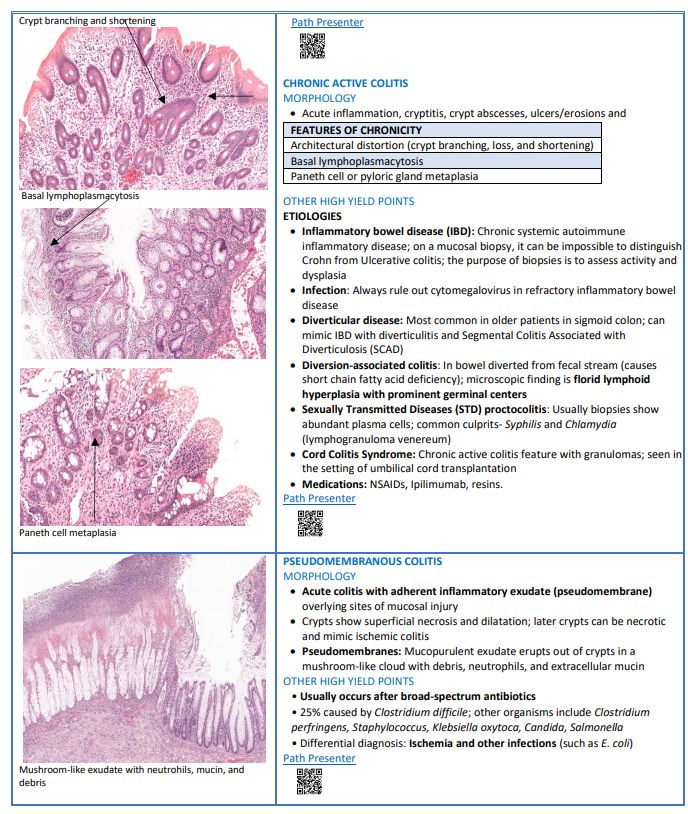 Crypt branching and shortening
Basal lymphoplasmacytosis
Paneth cell metaplasia
Path Presenter
CHRONIC ACTIVE COLITIS
MORPHOLOGY
• Acute inflammation, cryptitis, crypt abscesses, ulcers/erosions and
FEATURES OF CHRONICITY
Architectural distortion (crypt branching, loss, and shortening)
Basal lymphoplasmacytosis
Paneth cell or pyloric gland metaplasia
OTHER HIGH YIELD POINTS
ETIOLOGIES
• Inflammatory bowel disease (IBD): Chronic systemic autoimmune
inflammatory disease; on a mucosal biopsy, it can be impossible to distinguish
Crohn from Ulcerative colitis; the purpose of biopsies is to assess activity and
dysplasia
• Infection: Always rule out cytomegalovirus in refractory inflammatory bowel
disease
• Diverticular disease: Most common in older patients in sigmoid colon; can
mimic IBD with diverticulitis and Segmental Colitis Associated with
Diverticulosis (SCAD)
• Diversion-associated colitis: In bowel diverted from fecal stream (causes
short chain fatty acid deficiency); microscopic finding is florid lymphoid
hyperplasia with prominent germinal centers
• Sexually Transmitted Diseases (STD) proctocolitis: Usually biopsies show
abundant plasma cells; common culprits- Syphilis and Chlamydia
(lymphogranuloma venereum)
• Cord Colitis Syndrome: Chronic active colitis feature with granulomas; seen in
the setting of umbilical cord transplantation
• Medications: NSAIDs, Ipilimumab, resins.
Path Presenter
Mushroom-like exudate with neutrohils, mucin, and
debris
PSEUDOMEMBRANOUS COLITIS
MORPHOLOGY
• Acute colitis with adherent inflammatory exudate (pseudomembrane)
overlying sites of mucosal injury
• Crypts show superficial necrosis and dilatation; later crypts can be necrotic
and mimic ischemic colitis
• Pseudomembranes: Mucopurulent exudate erupts out of crypts in a
mushroom-like cloud with debris, neutrophils, and extracellular mucin
OTHER HIGH YIELD POINTS
• Usually occurs after broad-spectrum antibiotics
• 25% caused by Clostridium difficile; other organisms include Clostridium
perfringens, Staphylococcus, Klebsiella oxytoca, Candida, Salmonella
• Differential diagnosis: Ischemia and other infections (such as E. coli)
Path Presenter